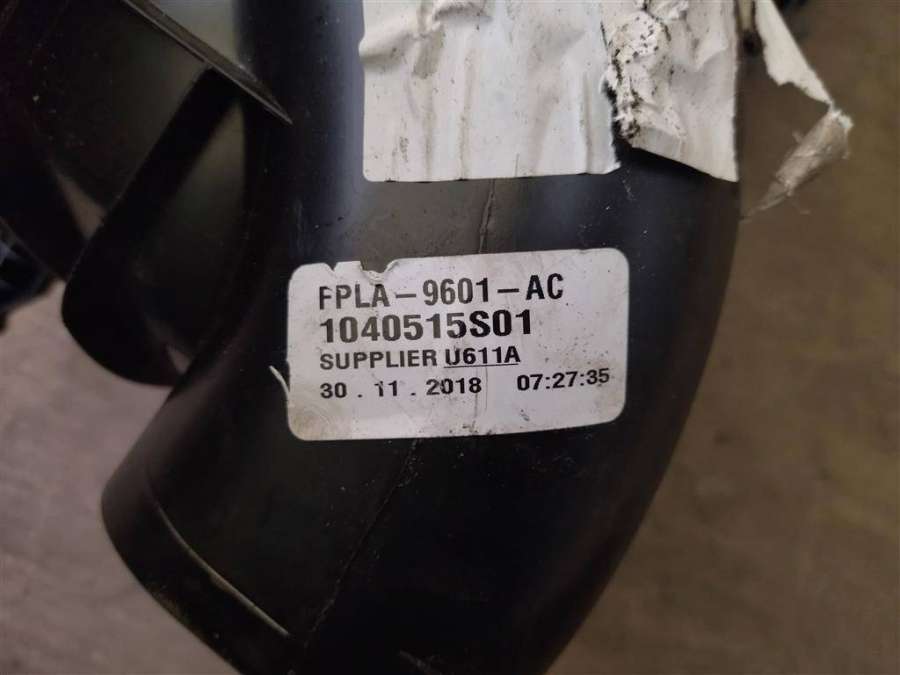 FPLA-9601-AC
1040515S01
SUPPLIER U611A
30.11.2018 07:27:35